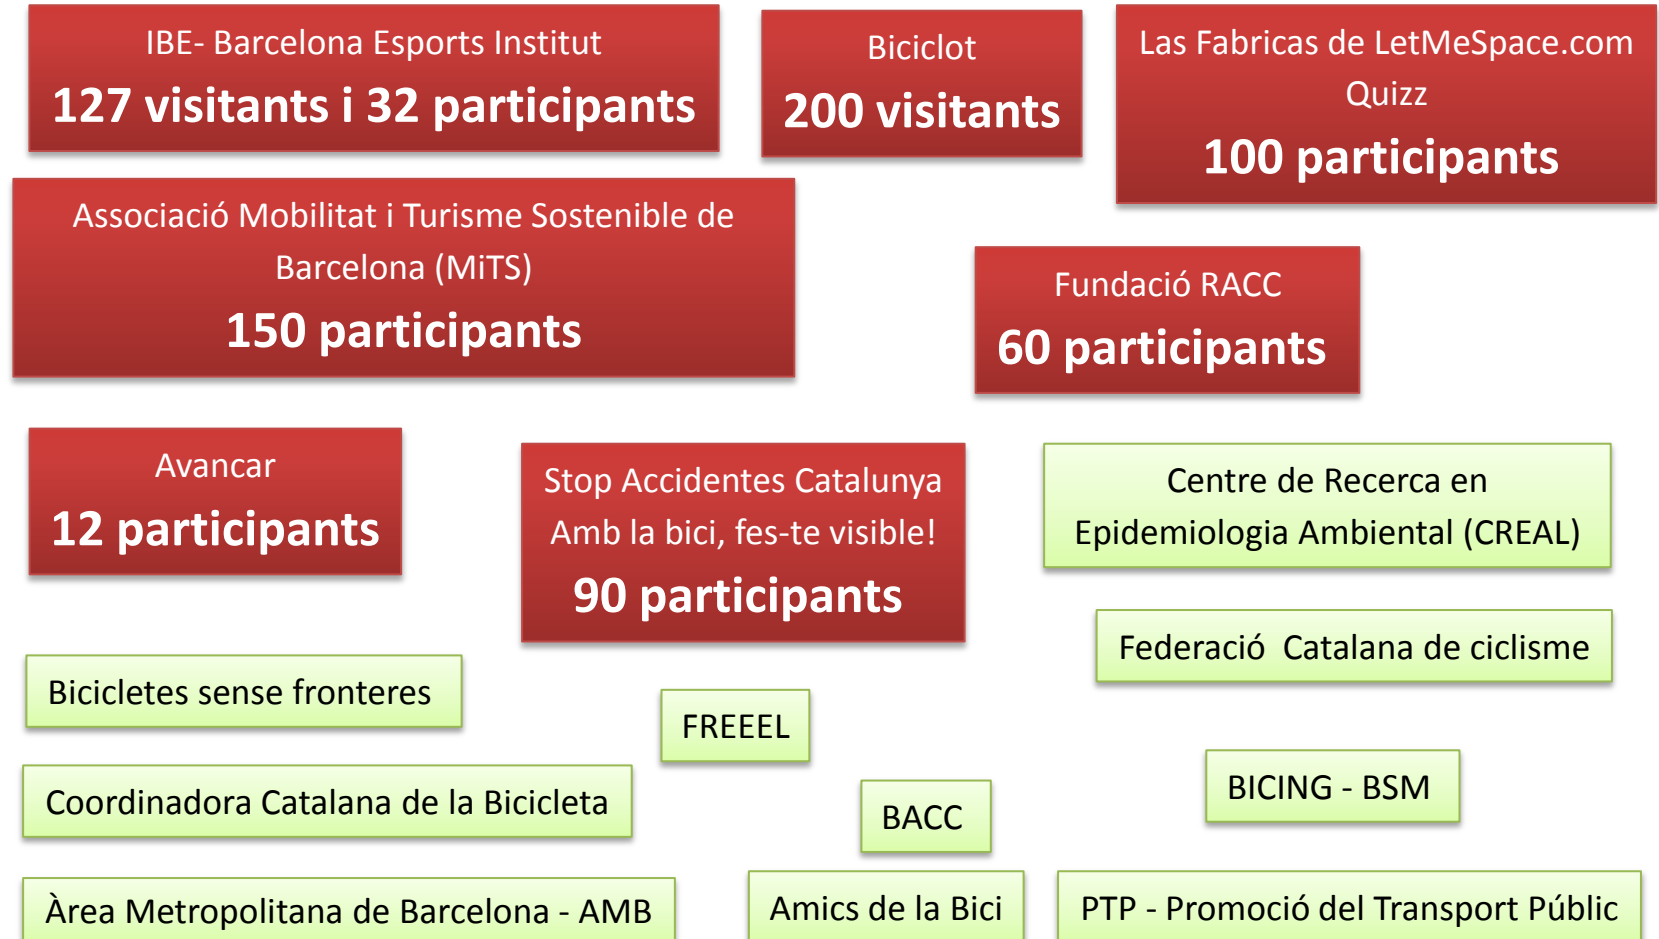 IBE- Barcelona Esports Institut
127 visitants i 32 participants
Biciclot
200 visitants
Las Fabricas de LetMeSpace.com
Quizz
100 participants
Associació Mobilitat i Turisme Sostenible de
Barcelona (MiTS)
150 participants
Fundació RACC
60 participants
Avancar
12 participants
Stop Accidentes Catalunya
Amb la bici, fes-te visible!
90 participants
Centre de Recerca en
Epidemiologia Ambiental (CREAL)
Federació Catalana de ciclisme
Bicicletes sense fronteres
FREEEL
BICING - BSM
Coordinadora Catalana de la Bicicleta
BACC
Àrea Metropolitana de Barcelona - AMB
Amics de la Bici
PTP - Promoció del Transport Públic